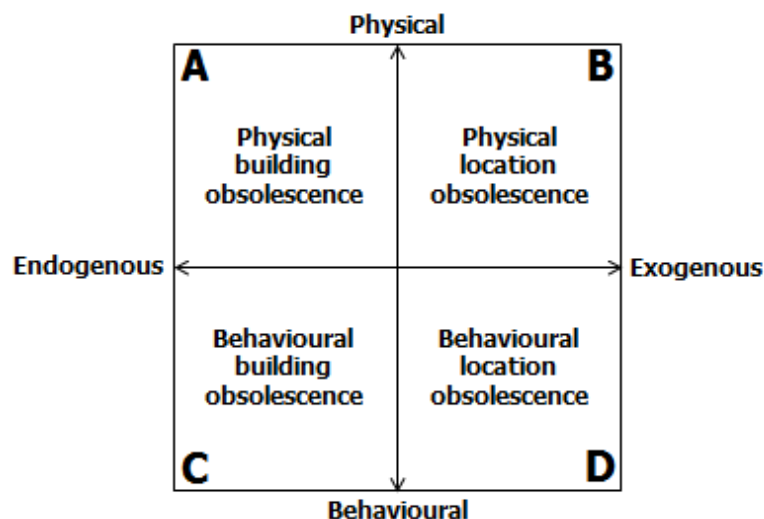 Physical
A
B
Physical
building
obsolescence
Physical
location
obsolescence
Endogenous
Exogenous
Behavioural
building
obsolescence
Behavioural
location
obsolescence
C
D
Behavioural